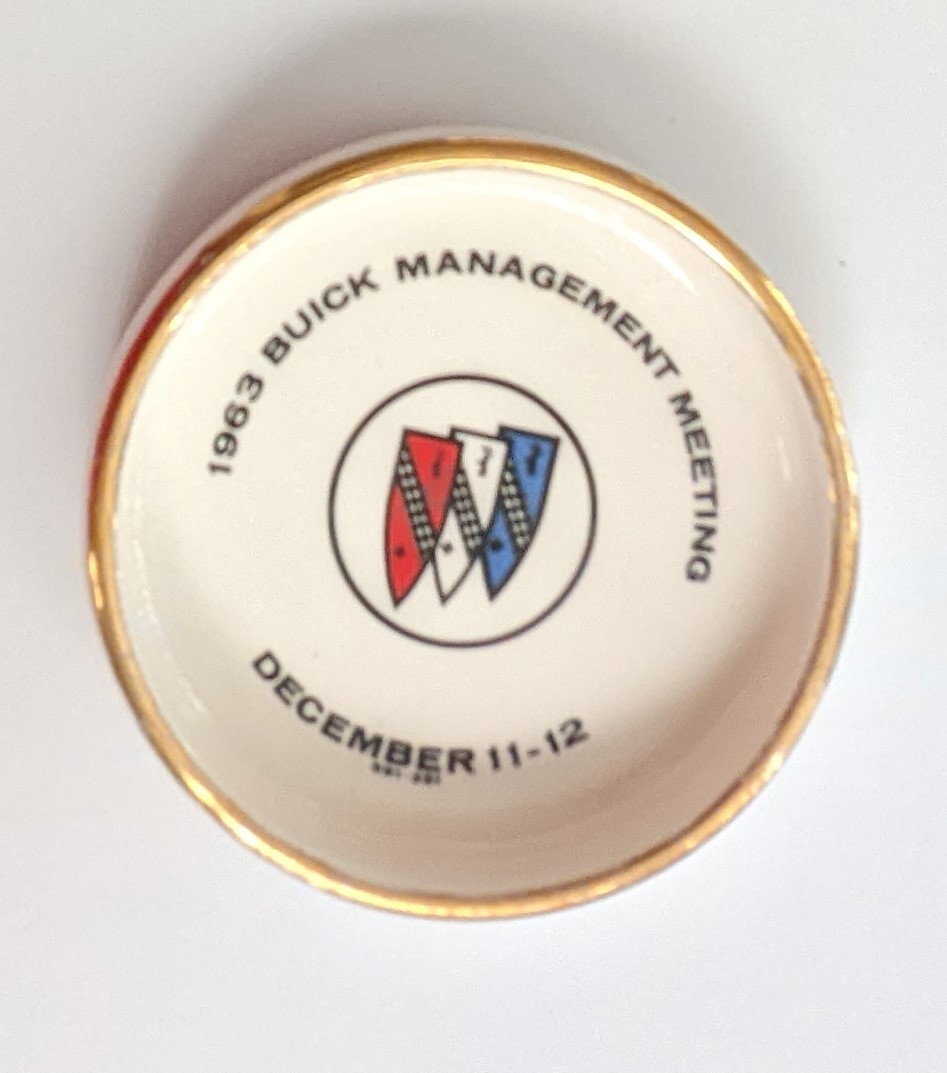 1963 BUICK MANAGEMENT MEETING
DECEMBER 11-12